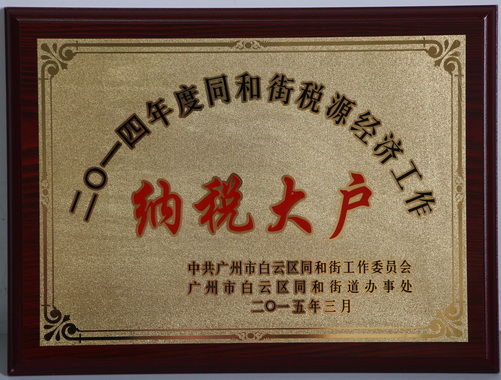 二〇一四年度同和街税源经济工作
纳税大户
中共广州市白云区同和街工作委员会
广州市白云区同和街道办事处
二〇一五年三月